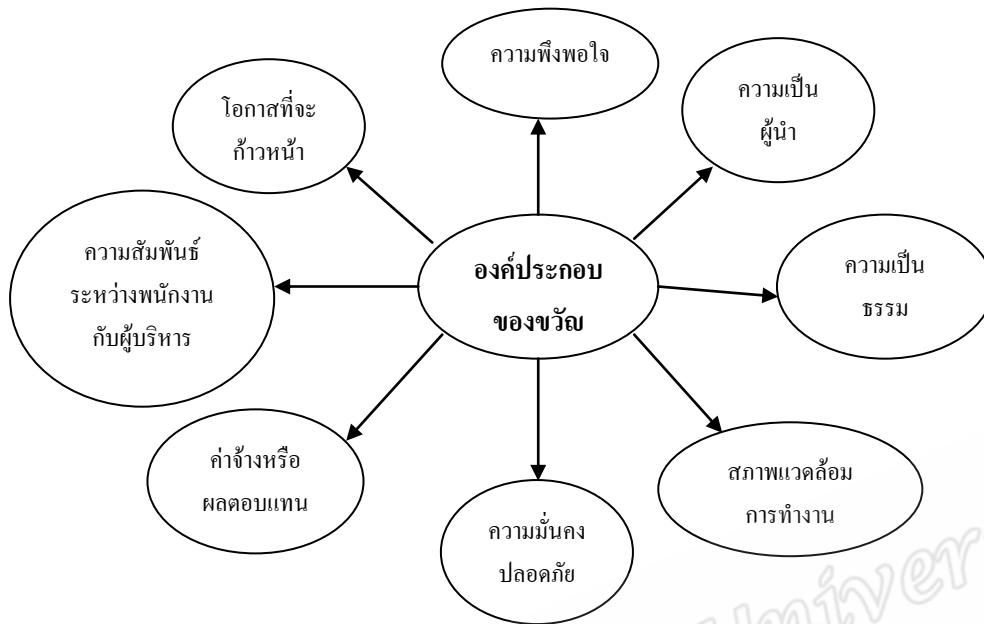 ความพึงพอใจ
ความเป็น
ผู้นำ
โอกาสที่จะ
ก้าวหน้า
ความสัมพันธ์
ระหว่างพนักงาน
กับผู้บริหาร
องค์ประกอบ
ของขวัญ
ความเป็น
ธรรม
ค่าจ้างหรือ
ผลตอบแทน
สภาพแวดล้อม
การทำงาน
ความมั่นคง
ปลอดภัย